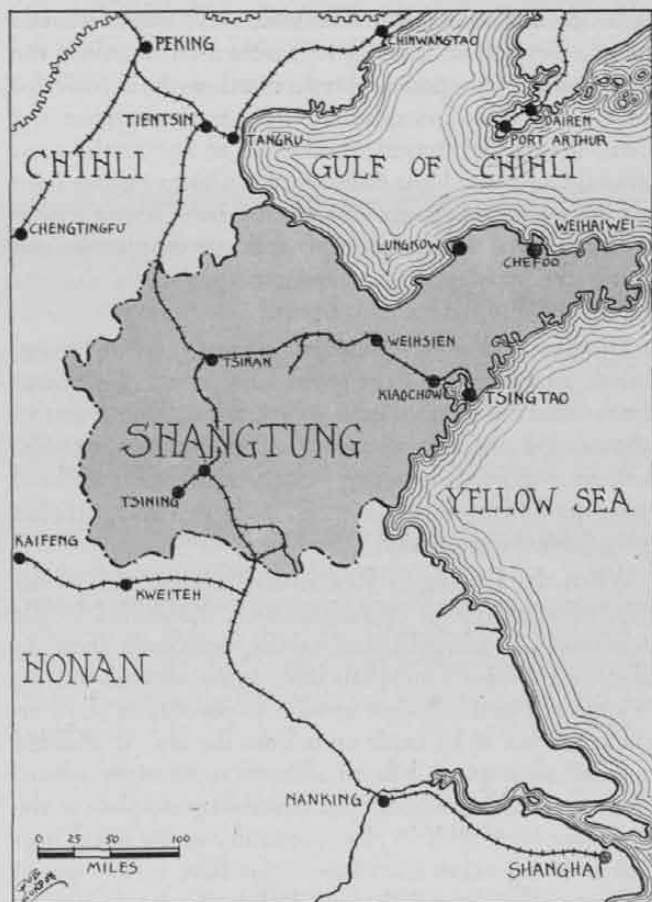 PEKING
CHINWANGTAO
TIENTSIN
TANGKU
DAIREN
PORT ARTHUR
CHIHLI
GULF OF CHIHLI
CHENGTINGFU
WEIHAIWEI
LUNGKOW
CHEFOO
WEIHSIEN
TSINAN
KIAOCHOW
TSINGTAO
SHANGTUNG
TSINING
YELLOW SEA
KAIFENG
KWEITEH
HONAN
NANKING
0 25 50 100
MILES
SHANGHAI